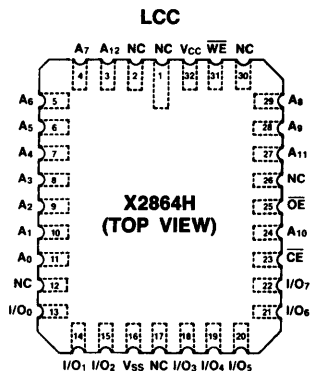 LCC
A7 A12 NC NC VCC W̅E̅ NC
4 3 2 1 32 31 30
A6 5 29 A8
A5 6 28 A9
A4 7 27 A11
A3 8 26 NC
A2 9 25 O̅E̅
X2864H
(TOP VIEW)
A1 10 24 A10
A0 11 23 C̅E̅
NC 12 22 I/O7
I/O0 13 21 I/O6
14 15 16 17 18 19 20
I/O1 I/O2 VSS NC I/O3 I/O4 I/O5